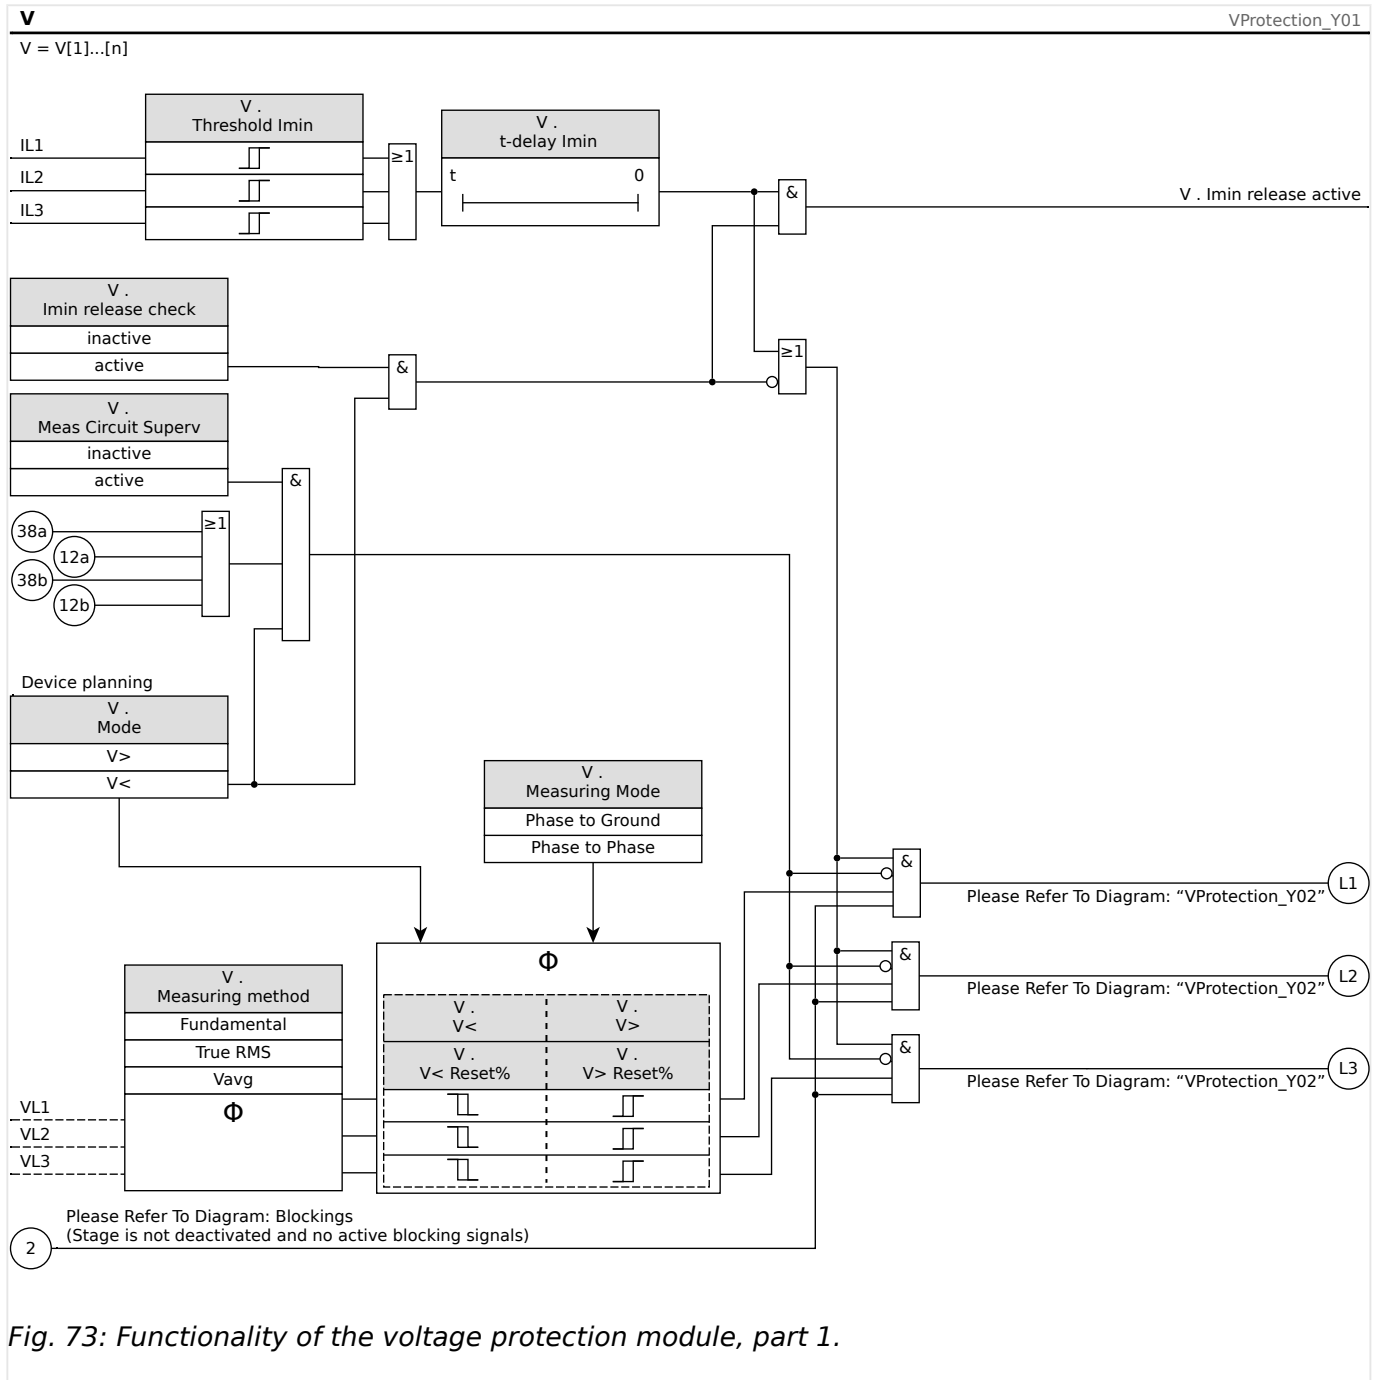 V
VProtection_Y01
V = V[1]...[n]
V .
Threshold Imin
IL1
IL2
IL3
≥1
V .
t-delay Imin
t
0
&
V . Imin release active
V .
Imin release check
inactive
active
&
≥1
V .
Meas Circuit Superv
inactive
active
&
38a
12a
38b
12b
≥1
Device planning
V .
Mode
V>
V<
V .
Measuring Mode
Phase to Ground
Phase to Phase
&
L1
Please Refer To Diagram: “VProtection_Y02”
&
L2
Please Refer To Diagram: “VProtection_Y02”
&
L3
Please Refer To Diagram: “VProtection_Y02”
V .
Measuring method
Fundamental
True RMS
Vavg
Φ
VL1
VL2
VL3
Φ
V .
V<
V .
V>
V .
V< Reset%
V .
V> Reset%
Please Refer To Diagram: Blockings
(Stage is not deactivated and no active blocking signals)
2
Fig. 73: Functionality of the voltage protection module, part 1.